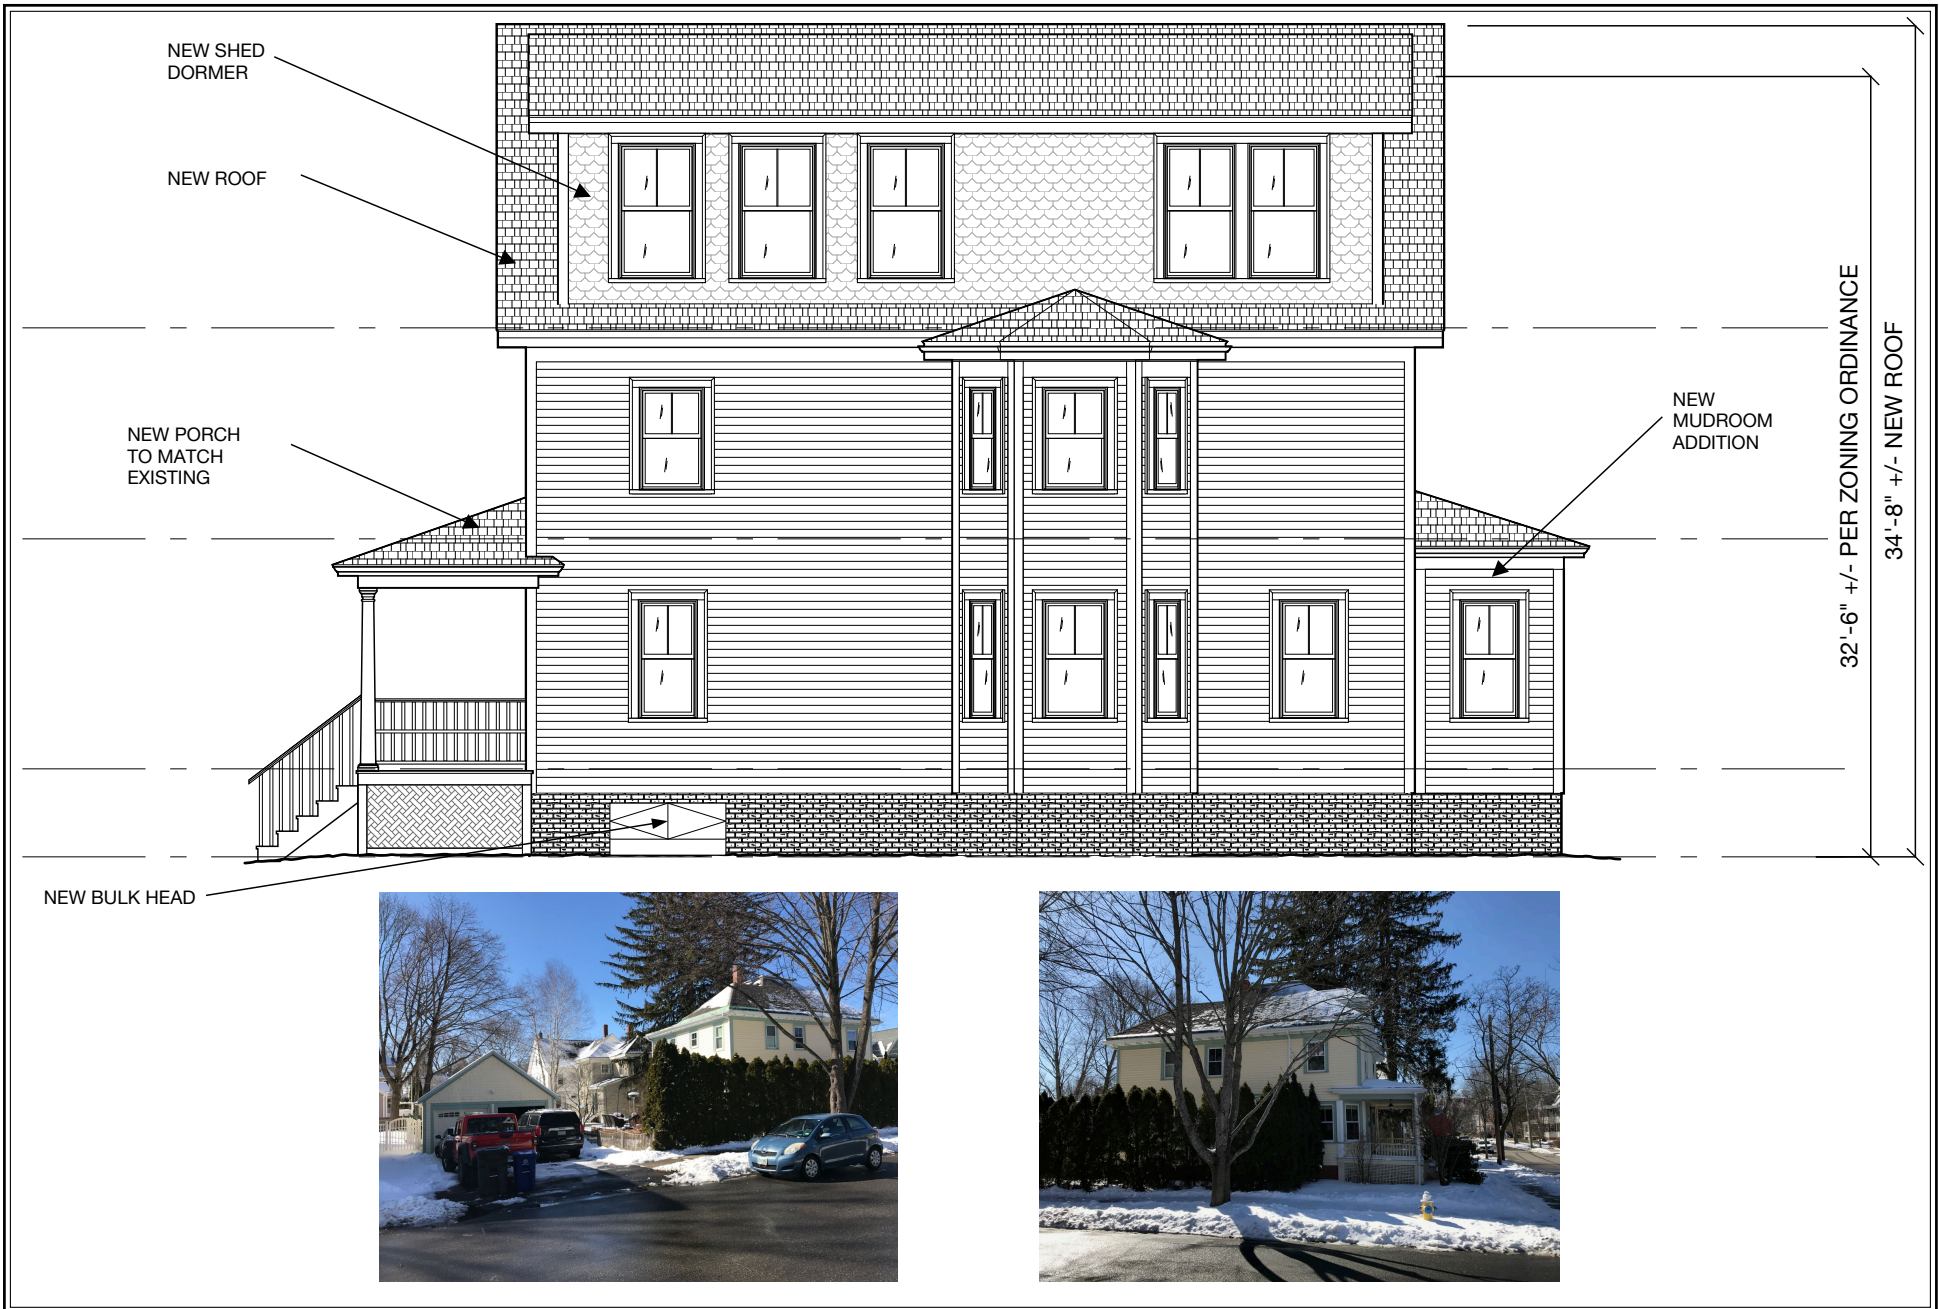 NEW SHED
DORMER
NEW ROOF
NEW PORCH
TO MATCH
EXISTING
NEW
MUDROOM
ADDITION
32'-6" +/- PER ZONING ORDINANCE
34'-8" +/- NEW ROOF
NEW BULK HEAD